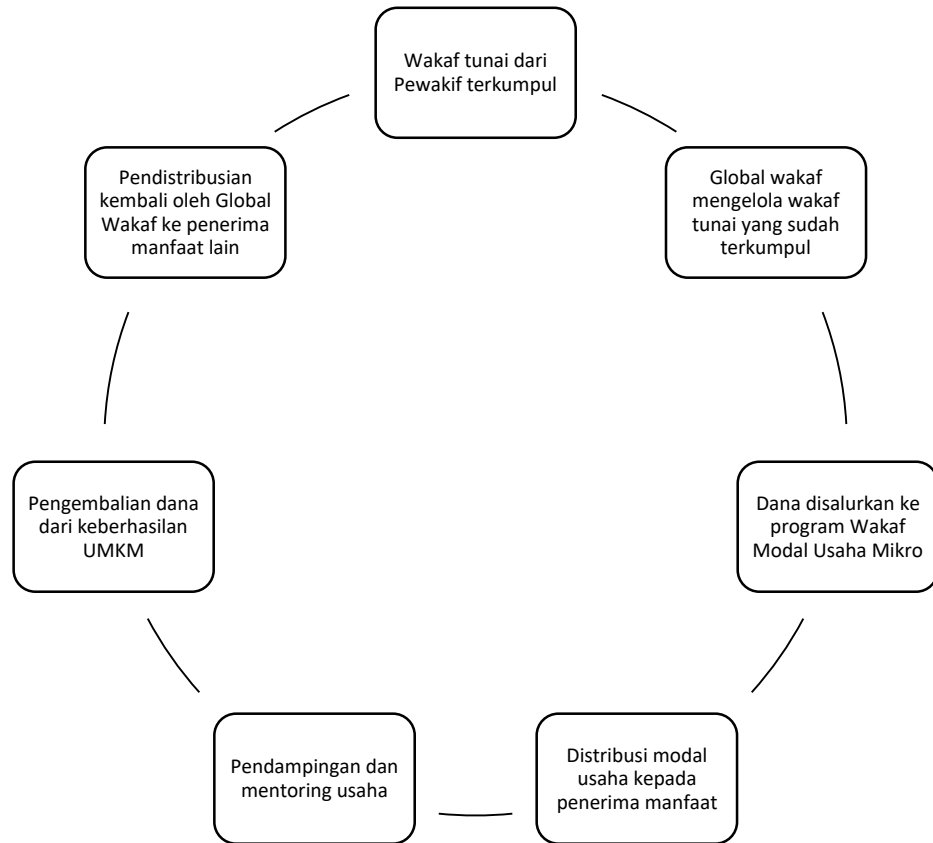 Wakaf tunai dari
Pewakif terkumpul
Global wakaf
mengelola wakaf
tunai yang sudah
terkumpul
Dana disalurkan ke
program Wakaf
Modal Usaha Mikro
Distribusi modal
usaha kepada
penerima manfaat
Pendampingan dan
mentoring usaha
Pengembalian dana
dari keberhasilan
UMKM
Pendistribusian
kembali oleh Global
Wakaf ke penerima
manfaat lain